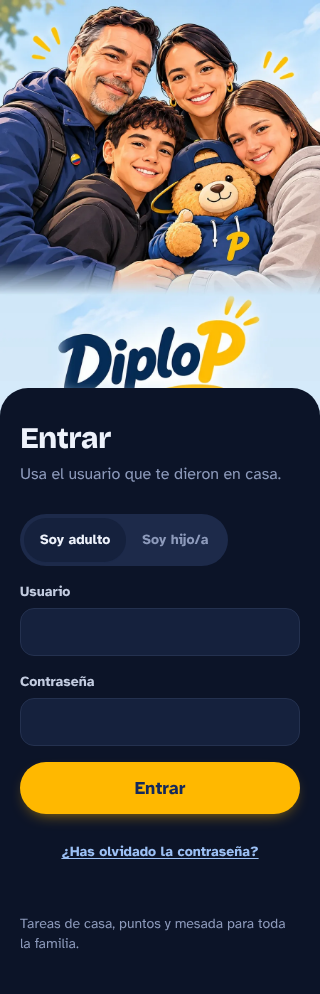 P
DiploP
Entrar
Usa el usuario que te dieron en casa.
Soy adulto
Soy hijo/a
Usuario
Contraseña
Entrar
¿Has olvidado la contraseña?
Tareas de casa, puntos y mesada para toda
la familia.